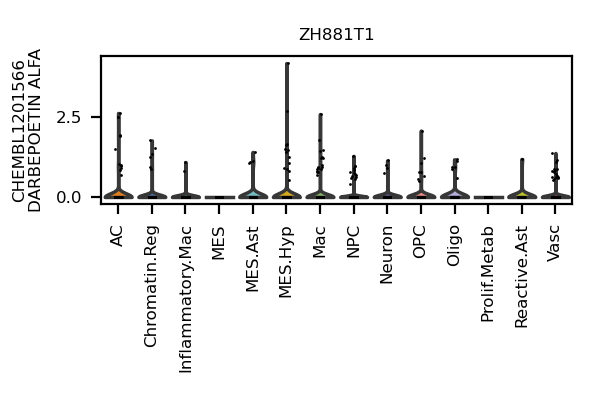 ZH881T1
CHEMBL1201566
DARBEPOETIN ALFA
2.5
0.0
AC
Chromatin.Reg
Inflammatory.Mac
MES
MES.Ast
MES.Hyp
Mac
NPC
Neuron
OPC
Oligo
Prolif.Metab
Reactive.Ast
Vasc